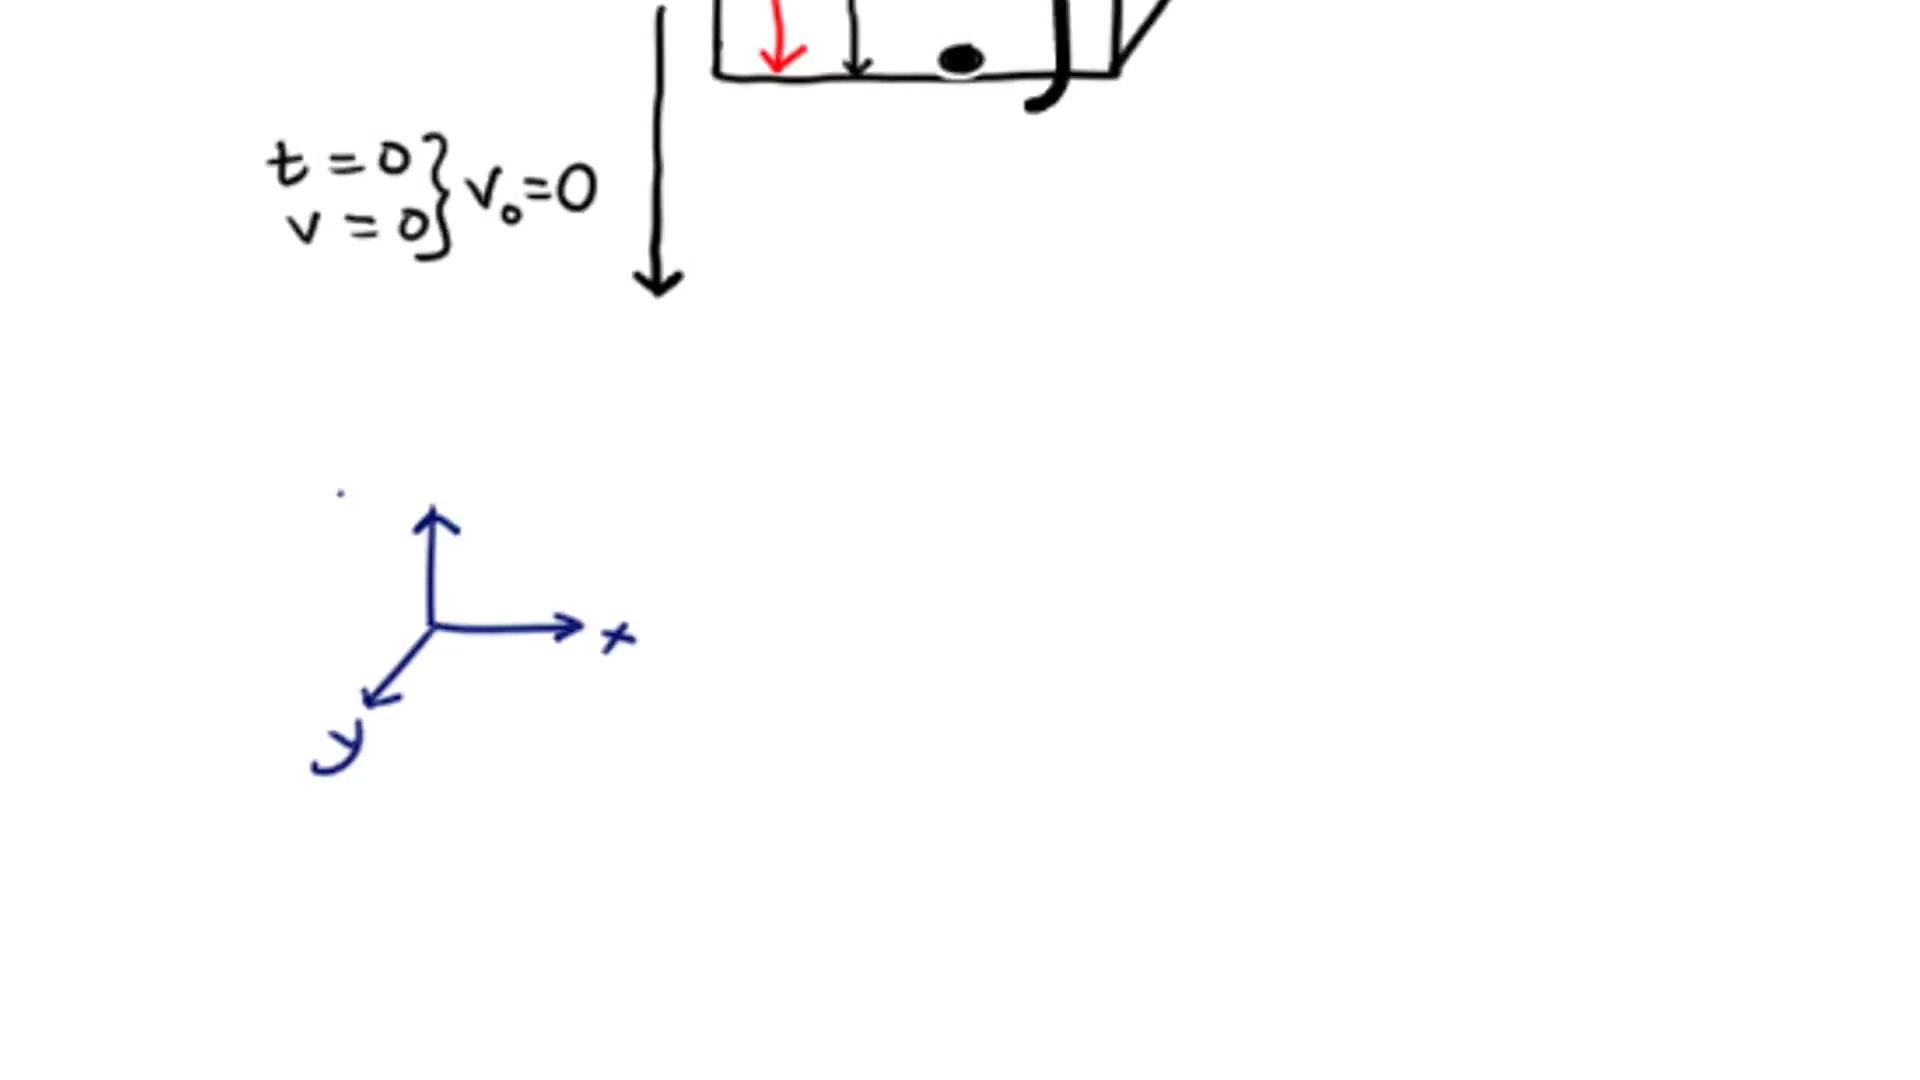 t = 0 } v₀ = 0
v = 0
x
y